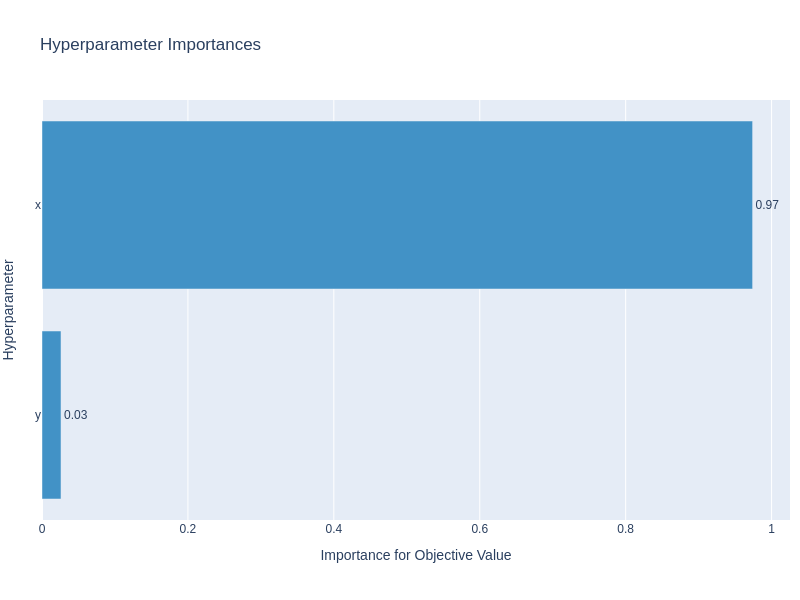 Hyperparameter Importances
Hyperparameter
x
0.97
y
0.03
0
0.2
0.4
0.6
0.8
1
Importance for Objective Value